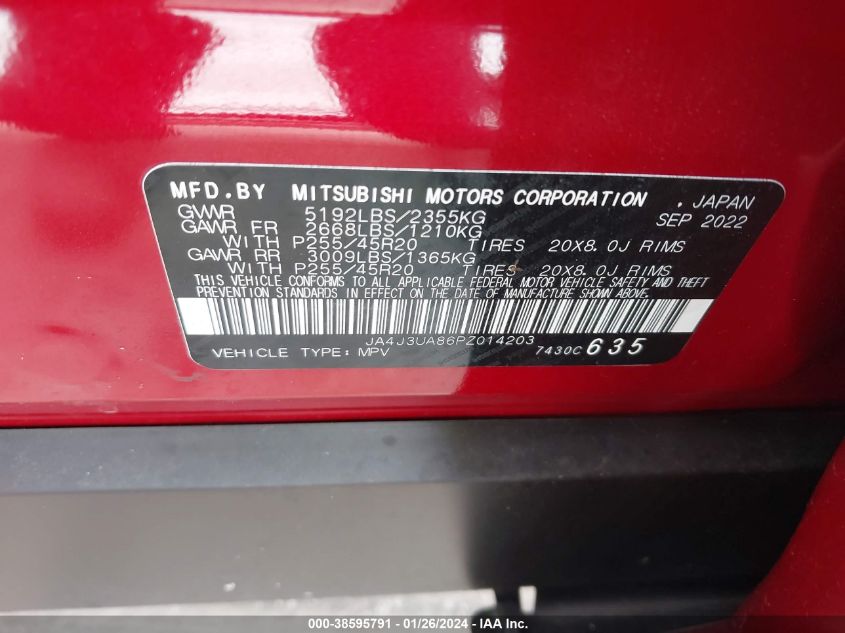 MFD.BY MITSUBISHI MOTORS CORPORATION . JAPAN
GVWR 5192LBS/2355KG SEP 2022
GAWR FR 2668LBS/1210KG
WITH P255/45R20 TIRES 20X8.0J RIMS
GAWR RR 3009LBS/1365KG
WITH P255/45R20 TIRES 20X8.0J RIMS
THIS VEHICLE CONFORMS TO ALL APPLICABLE FEDERAL MOTOR VEHICLE SAFETY AND THEFT
PREVENTION STANDARDS IN EFFECT ON THE DATE OF MANUFACTURE SHOWN ABOVE.
JA4J3UA86PZ014203
VEHICLE TYPE: MPV 7430C 635
000-38595791 | 01/26/2024 | IAA Inc.